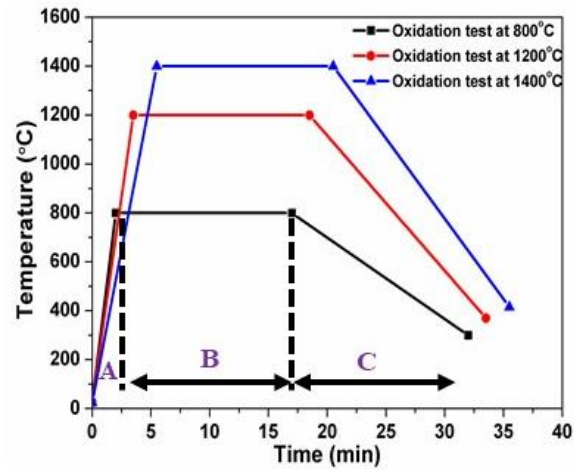 1600
1400
1200
1000
800
600
400
200
0
Temperature (°C)
Oxidation test at 800°C
Oxidation test at 1200°C
Oxidation test at 1400°C
A
B
C
0 5 10 15 20 25 30 35 40
Time (min)